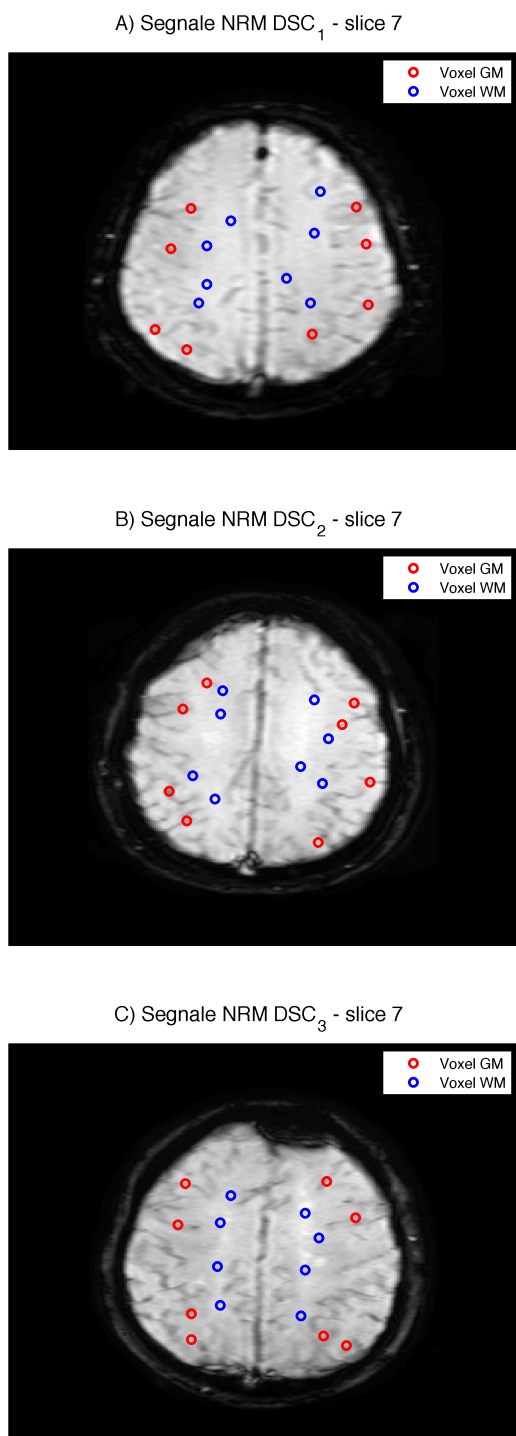 A) Segnale NRM DSC1 - slice 7
Voxel GM
Voxel WM
B) Segnale NRM DSC2 - slice 7
Voxel GM
Voxel WM
C) Segnale NRM DSC3 - slice 7
Voxel GM
Voxel WM